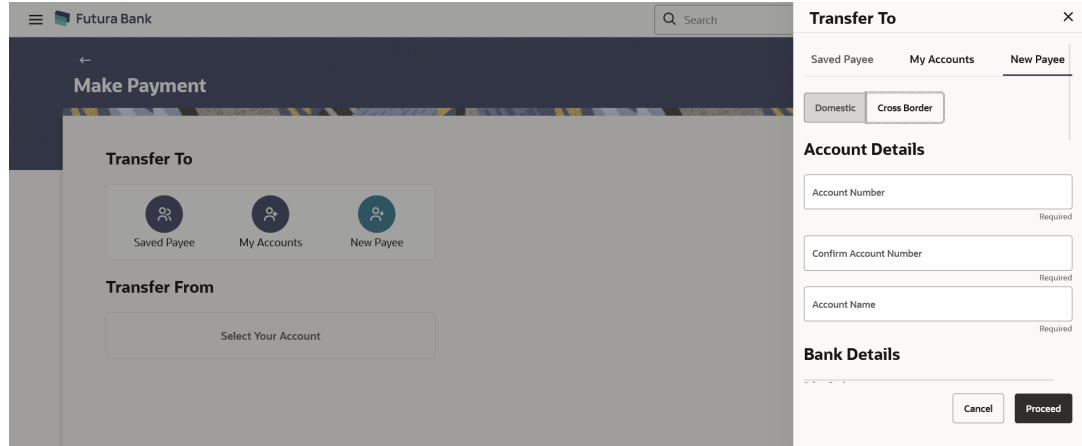 Futura Bank
Search
Make Payment
Transfer To
Saved Payee
My Accounts
New Payee
Transfer From
Select Your Account
Transfer To
Saved Payee
My Accounts
New Payee
Domestic
Cross Border
Account Details
Account Number
Required
Confirm Account Number
Required
Account Name
Required
Bank Details
Cancel
Proceed